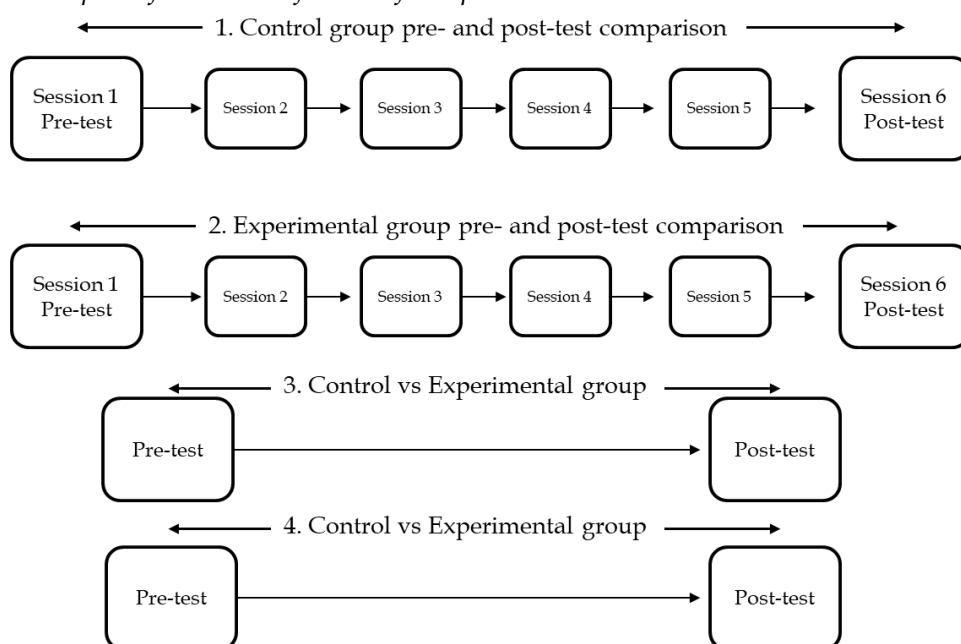 1. Control group pre- and post-test comparison
Session 1
Pre-test
Session 2
Session 3
Session 4
Session 5
Session 6
Post-test
2. Experimental group pre- and post-test comparison
Session 1
Pre-test
Session 2
Session 3
Session 4
Session 5
Session 6
Post-test
3. Control vs Experimental group
Pre-test
Post-test
4. Control vs Experimental group
Pre-test
Post-test